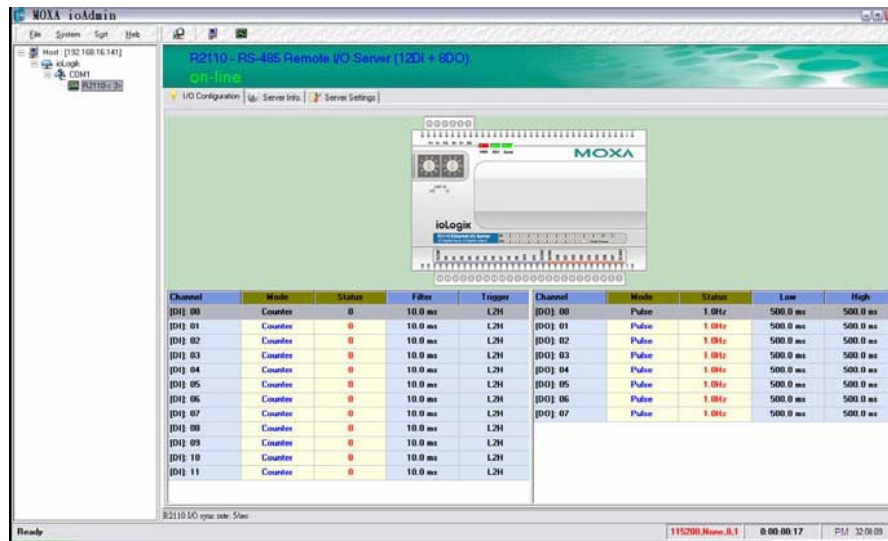 MOXA ioAdmin
File System Sort Help
Host : [192.168.16.141]
ioLogik
COM1
R2110-< 3>
R2110 - RS-485 Remote I/O Server (12DI + 8DO)
on-line
I/O Configuration Server Info. Server Settings
MOXA
ioLogik
Channel Mode Status Filter Trigger Channel Mode Status Low High
[DI]: 00 Counter 0 10.0 ms L2H [DO]: 00 Pulse 1.0Hz 500.0 ms 500.0 ms
[DI]: 01 Counter 0 10.0 ms L2H [DO]: 01 Pulse 1.0Hz 500.0 ms 500.0 ms
[DI]: 02 Counter 0 10.0 ms L2H [DO]: 02 Pulse 1.0Hz 500.0 ms 500.0 ms
[DI]: 03 Counter 0 10.0 ms L2H [DO]: 03 Pulse 1.0Hz 500.0 ms 500.0 ms
[DI]: 04 Counter 0 10.0 ms L2H [DO]: 04 Pulse 1.0Hz 500.0 ms 500.0 ms
[DI]: 05 Counter 0 10.0 ms L2H [DO]: 05 Pulse 1.0Hz 500.0 ms 500.0 ms
[DI]: 06 Counter 0 10.0 ms L2H [DO]: 06 Pulse 1.0Hz 500.0 ms 500.0 ms
[DI]: 07 Counter 0 10.0 ms L2H [DO]: 07 Pulse 1.0Hz 500.0 ms 500.0 ms
[DI]: 08 Counter 0 10.0 ms L2H
[DI]: 09 Counter 0 10.0 ms L2H
[DI]: 10 Counter 0 10.0 ms L2H
[DI]: 11 Counter 0 10.0 ms L2H
R2110 I/O sync. rate: 5/sec
Ready 115200,None,8,1 0:00:00:17 PM